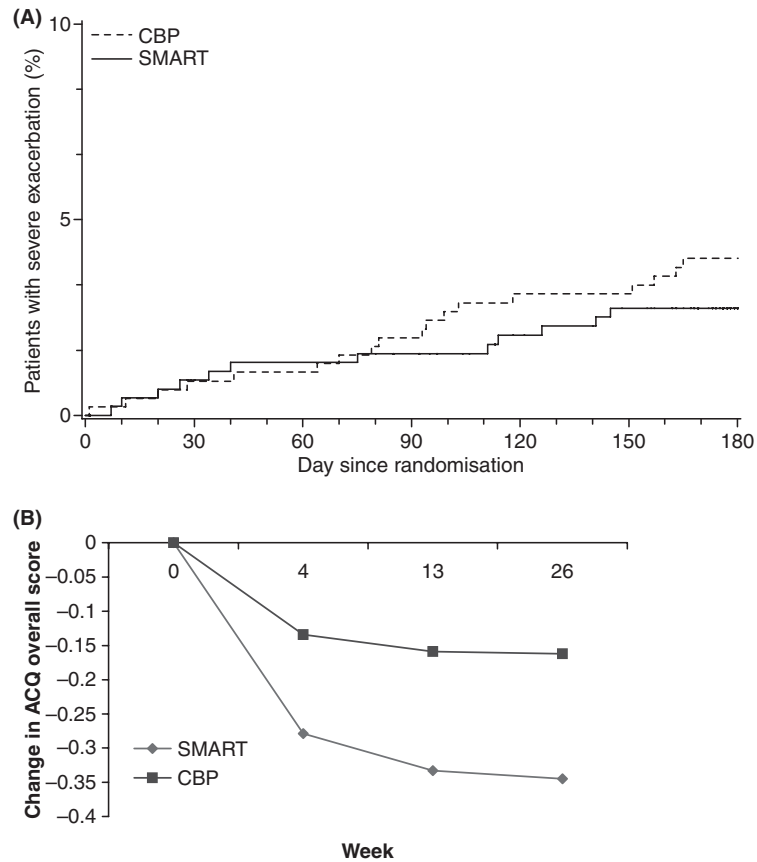 (A)
10
CBP
SMART
Patients with severe exacerbation (%)
5
0
0 30 60 90 120 150 180
Day since randomisation
(B)
0
0 4 13 26
–0.05
–0.1
–0.15
–0.2
–0.25
–0.3
–0.35
–0.4
Change in ACQ overall score
SMART
CBP
Week